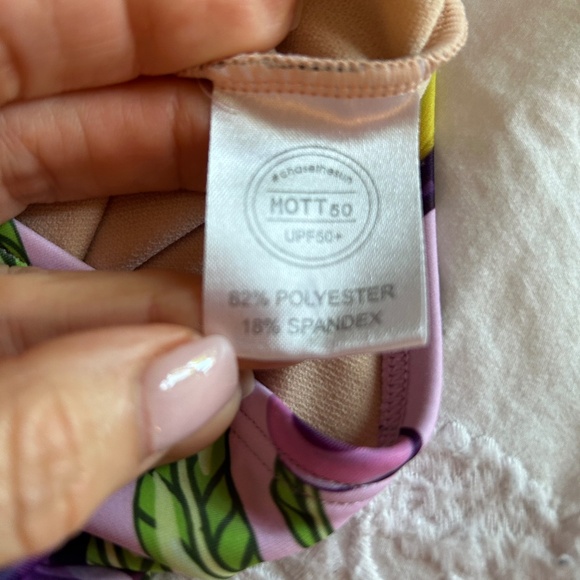 #chasethesun
MOTT50
UPF50+
82% POLYESTER
18% SPANDEX